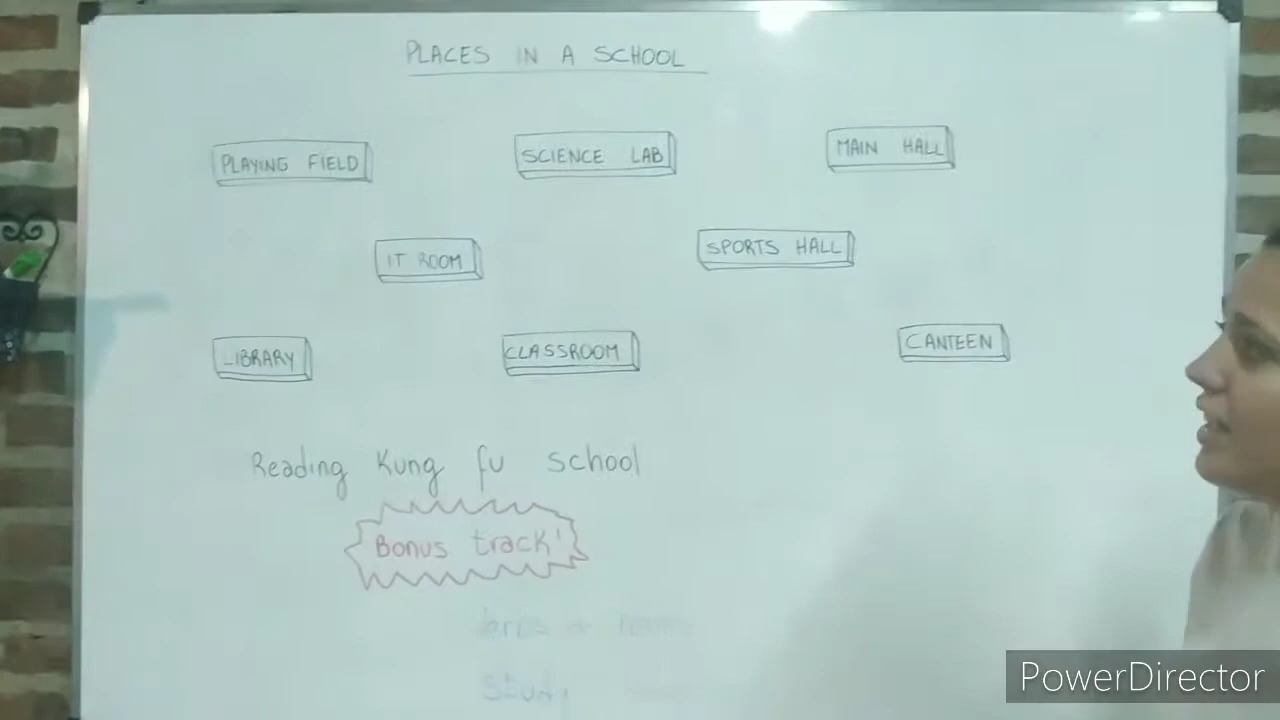 PLACES IN A SCHOOL
PLAYING FIELD SCIENCE LAB MAIN HALL
IT ROOM SPORTS HALL
LIBRARY CLASSROOM CANTEEN
Reading Kung fu school
Bonus track!
Study
PowerDirector